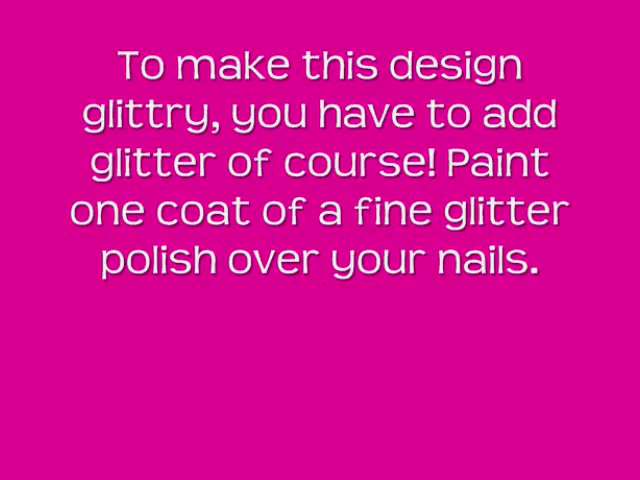 To make this design
glittry, you have to add
glitter of course! Paint
one coat of a fine glitter
polish over your nails.